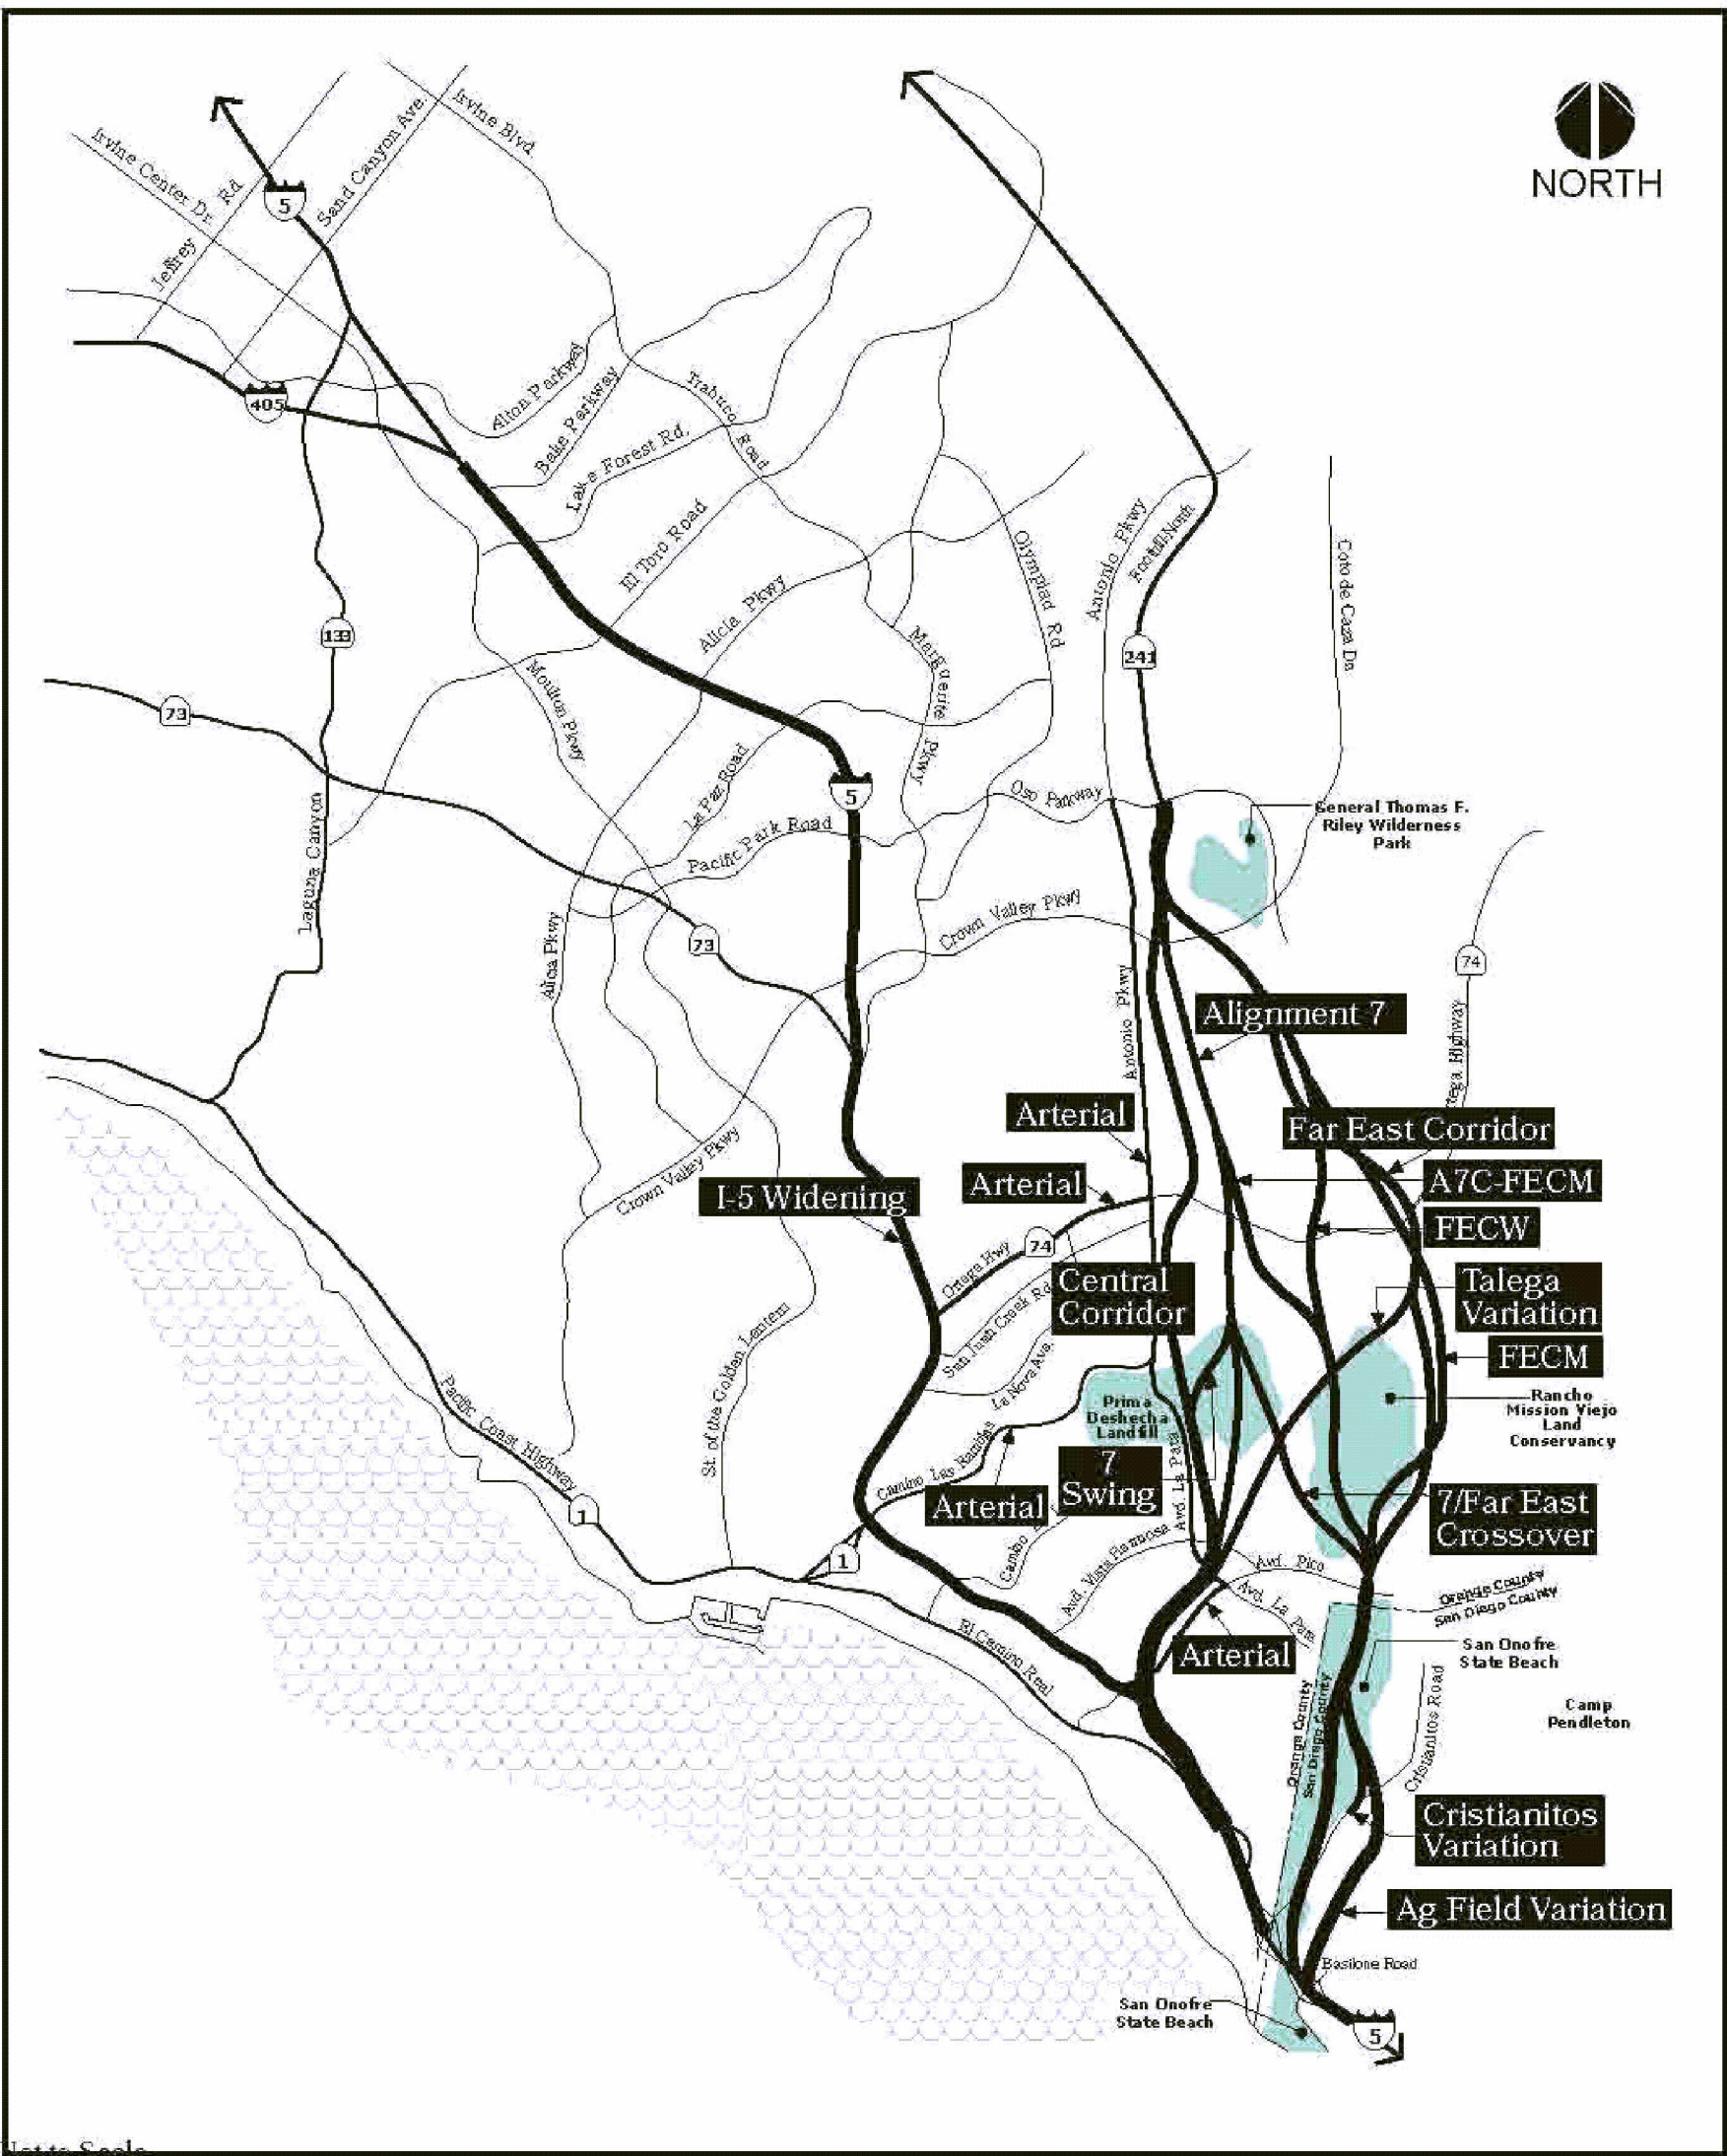 NORTH
Irvine Blvd.
Sand Canyon Ave.
Irvine Center Dr.
Jeffrey Rd
5
405
Alton Parkway
Bake Parkway
Trabuco Road
Lake Forest Rd.
El Toro Road
Alicia Pkwy
Olympiad Rd
Antonio Pkwy
Foothill-North
Coto de Caza Dr.
133
241
73
Moulton Pkwy
Marguerite Pkwy
La Paz Road
5
Oso Parkway
Pacific Park Road
General Thomas F.
Riley Wilderness
Park
Laguna Canyon
Crown Valley Pkwy
73
Alicia Pkwy
74
Antonio Pkwy
Alignment 7
Ortega Highway
Arterial
Far East Corridor
Crown Valley Pkwy
I-5 Widening
Arterial
A7C-FECM
FECW
74
Ortega Hwy
San Juan Creek Rd
Central
Corridor
Talega
Variation
St. of the Golden Lantern
La Novia Ave.
FECM
Prima
Deshecha
Landfill
Rancho
Mission Viejo
Land
Conservancy
Pacific Coast Highway
Camino Las Ramblas
Avd. La Pata
7
Swing
Arterial
7/Far East
Crossover
1
1
Avd. Vista Hermosa
Avd. Pico
Avd. La Pata
Orange County
San Diego County
El Camino Real
Arterial
San Onofre
State Beach
Orange County
San Diego County
Cristianitos Road
Camp
Pendleton
Cristianitos
Variation
Ag Field Variation
Basilone Road
San Onofre
State Beach
5
Not to Scale